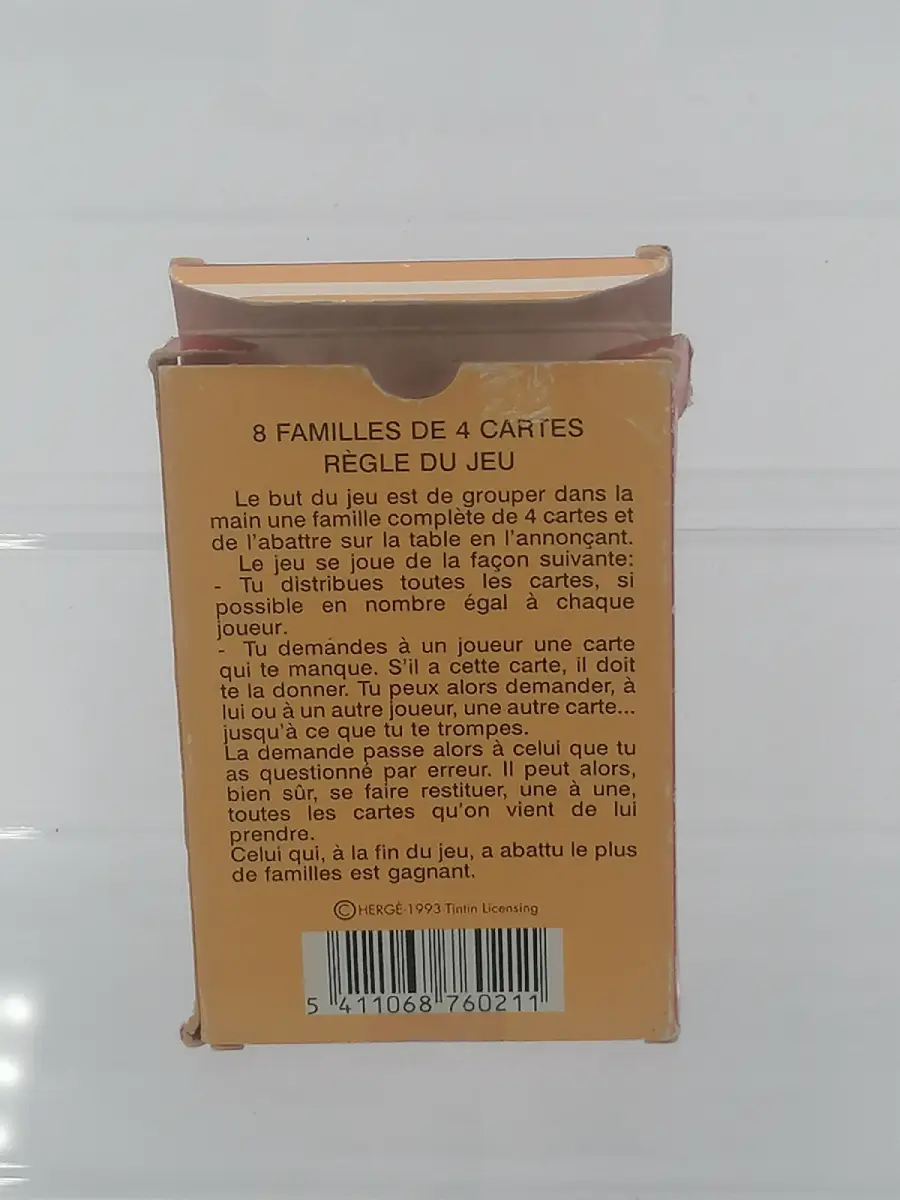 8 FAMILLES DE 4 CARTES
RÈGLE DU JEU
Le but du jeu est de grouper dans la
main une famille complète de 4 cartes et
de l'abattre sur la table en l'annonçant.
Le jeu se joue de la façon suivante:
- Tu distribues toutes les cartes, si
possible en nombre égal à chaque
joueur.
- Tu demandes à un joueur une carte
qui te manque. S'il a cette carte, il doit
te la donner. Tu peux alors demander, à
lui ou à un autre joueur, une autre carte...
jusqu'à ce que tu te trompes.
La demande passe alors à celui que tu
as questionné par erreur. Il peut alors,
bien sûr, se faire restituer, une à une,
toutes les cartes qu'on vient de lui
prendre.
Celui qui, à la fin du jeu, a abattu le plus
de familles est gagnant.
©HERGÉ-1993 Tintin Licensing
5 411068 760211